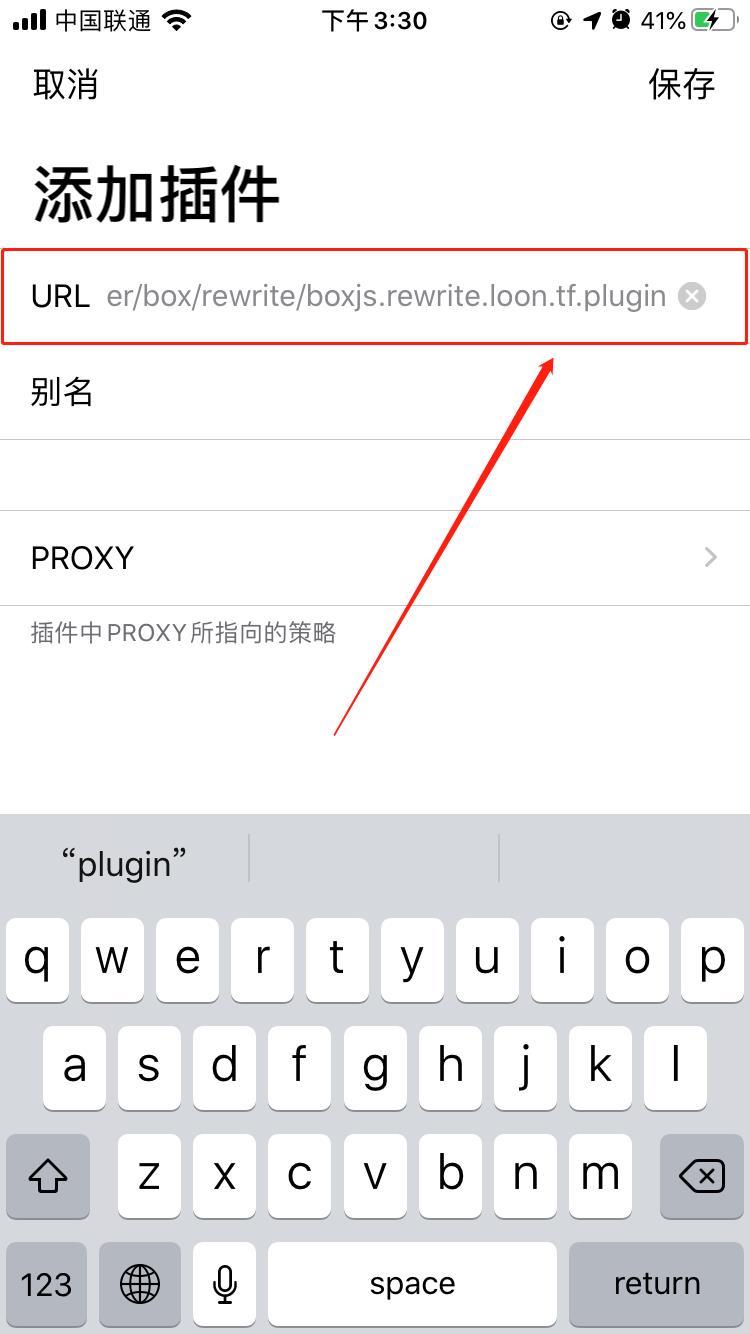 中国联通 下午3:30 41%
取消 保存
添加插件
URL er/box/rewrite/boxjs.rewrite.loon.tf.plugin
别名
PROXY
插件中PROXY所指向的策略
“plugin”
q w e r t y u i o p
a s d f g h j k l
z x c v b n m
123 space return